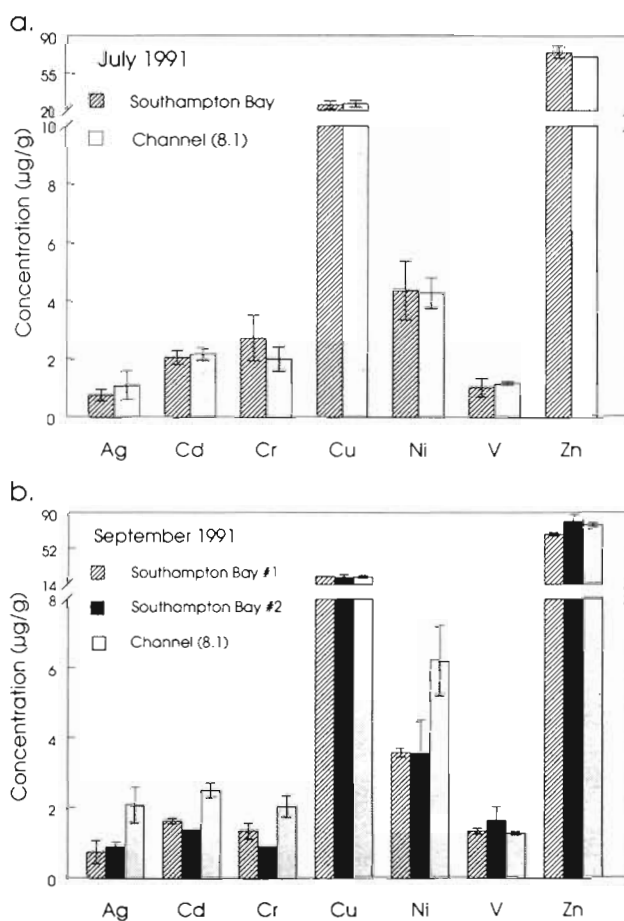 a.
July 1991
Southampton Bay
Channel (8.1)
Concentration (µg/g)
90
55
20
10
8
6
4
2
0
Ag Cd Cr Cu Ni V Zn
b.
September 1991
Southampton Bay #1
Southampton Bay #2
Channel (8.1)
Concentration (µg/g)
90
52
14
8
6
4
2
0
Ag Cd Cr Cu Ni V Zn